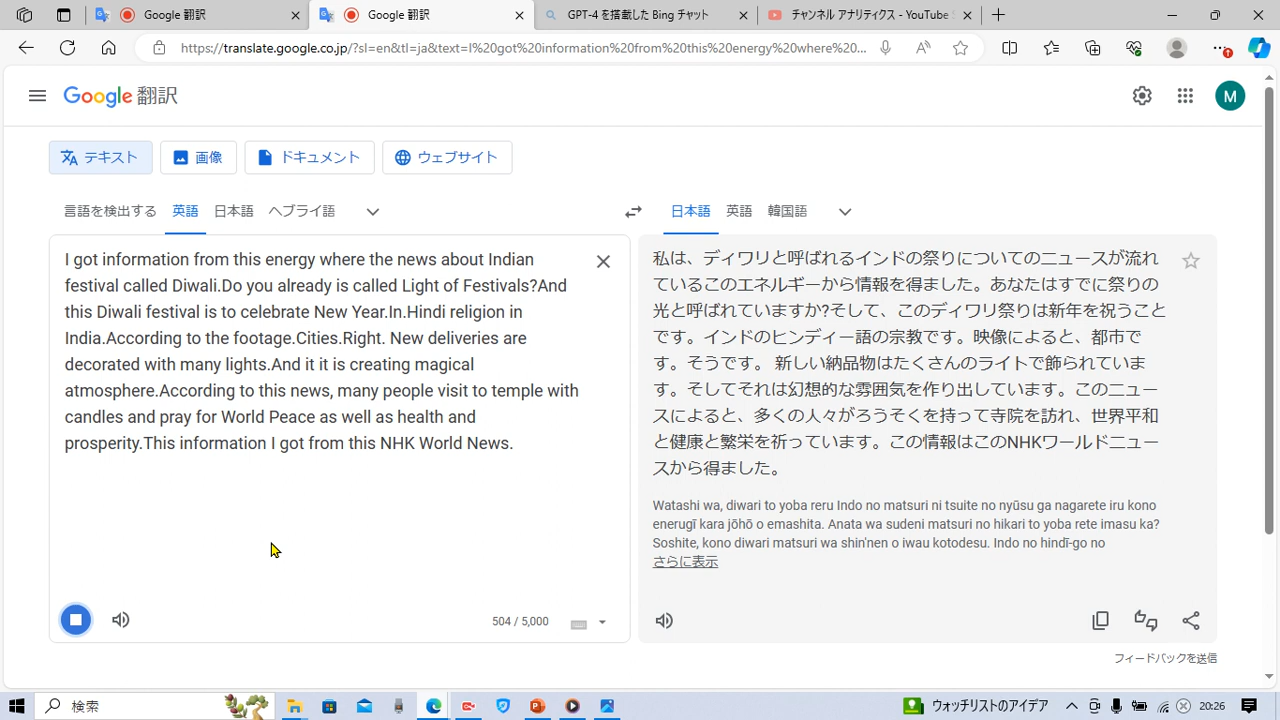 Google 翻訳
Google 翻訳
GPT-4 を搭載した Bing チャット
チャンネル アナリティクス - YouTube S
https://translate.google.co.jp/?sl=en&tl=ja&text=I%20got%20information%20from%20this%20energy%20where%20...
Google 翻訳
M
テキスト
画像
ドキュメント
ウェブサイト
言語を検出する
英語
日本語
ヘブライ語
日本語
英語
韓国語
I got information from this energy where the news about Indian
festival called Diwali.Do you already is called Light of Festivals?And
this Diwali festival is to celebrate New Year.In.Hindi religion in
India.According to the footage.Cities.Right. New deliveries are
decorated with many lights.And it it is creating magical
atmosphere.According to this news, many people visit to temple with
candles and pray for World Peace as well as health and
prosperity.This information I got from this NHK World News.
504 / 5,000
私は、ディワリと呼ばれるインドの祭りについてのニュースが流れ
ているこのエネルギーから情報を得ました。あなたはすでに祭りの
光と呼ばれていますか?そして、このディワリ祭りは新年を祝うこと
です。インドのヒンディー語の宗教です。映像によると、都市で
す。そうです。 新しい納品物はたくさんのライトで飾られていま
す。そしてそれは幻想的な雰囲気を作り出しています。このニュー
スによると、多くの人々がろうそくを持って寺院を訪れ、世界平和
と健康と繁栄を祈っています。この情報はこのNHKワールドニュー
スから得ました。
Watashi wa, diwari to yoba reru Indo no matsuri ni tsuite no nyūsu ga nagarete iru kono
enerugī kara jōhō o emashita. Anata wa sudeni matsuri no hikari to yoba rete imasu ka?
Soshite, kono diwari matsuri wa shin'nen o iwau kotodesu. Indo no hindī-go no
さらに表示
フィードバックを送信
検索
ウォッチリストのアイデア
20:26